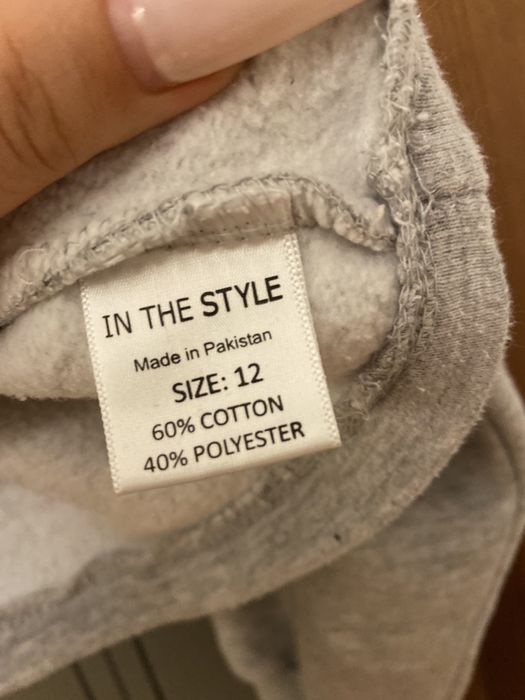 IN THE STYLE
Made in Pakistan
SIZE: 12
60% COTTON
40% POLYESTER